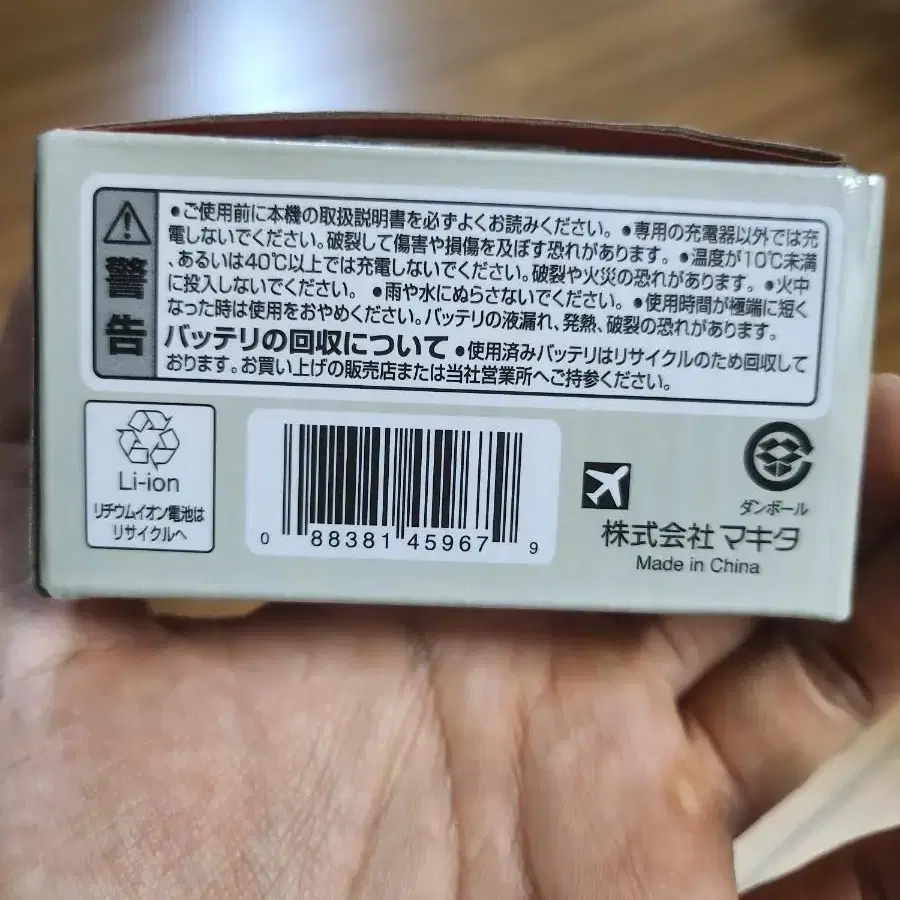 警告
•ご使用前に本機の取扱説明書を必ずよくお読みください。 •専用の充電器以外では充
電しないでください。破裂して傷害や損傷を及ぼす恐れがあります。 •温度が10℃未満
、あるいは40℃以上では充電しないでください。破裂や火災の恐れがあります。 •火中
に投入しないでください。 •雨や水にぬらさないでください。 •使用時間が極端に短く
なった時は使用をおやめください。バッテリの液漏れ、発熱、破裂の恐れがあります。
バッテリの回収について •使用済みバッテリはリサイクルのため回収して
おります。お買い上げの販売店または当社営業所へご持参ください。
Li-ion
リチウムイオン電池は
リサイクルへ
0 88381 45967 9
ダンボール
株式会社 マキタ
Made in China